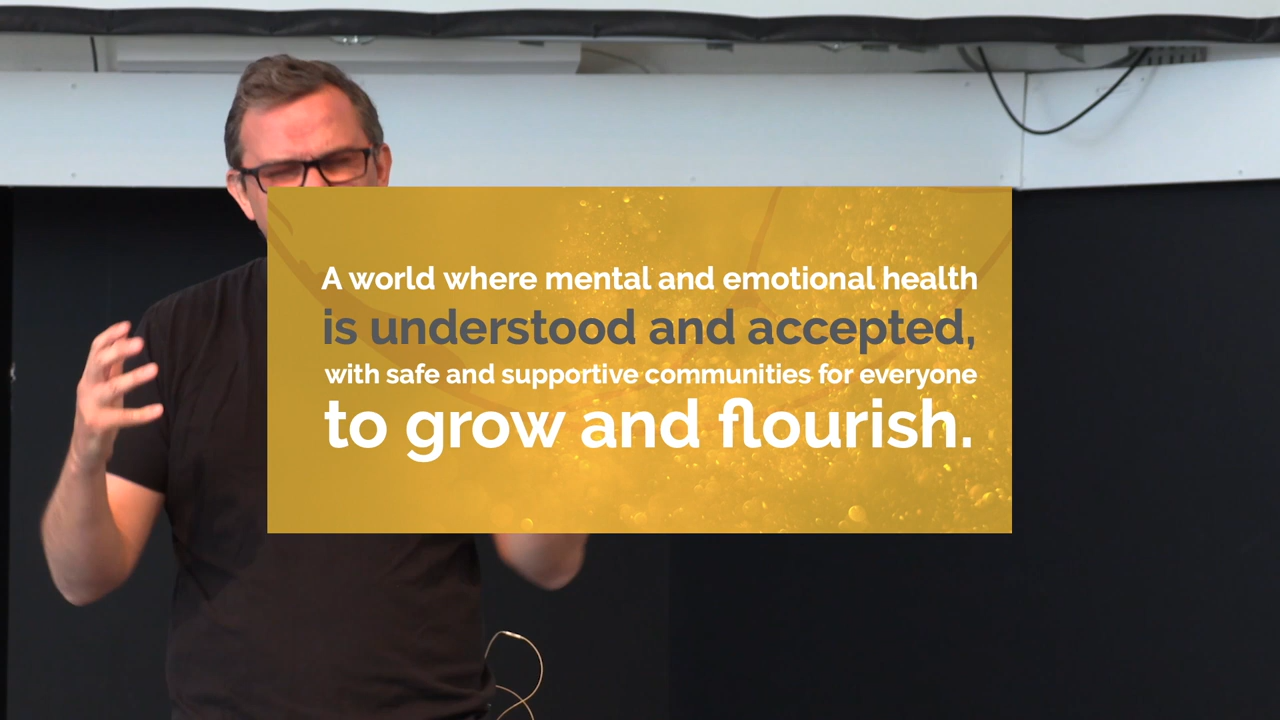 A world where mental and emotional health
is understood and accepted,
with safe and supportive communities for everyone
to grow and flourish.